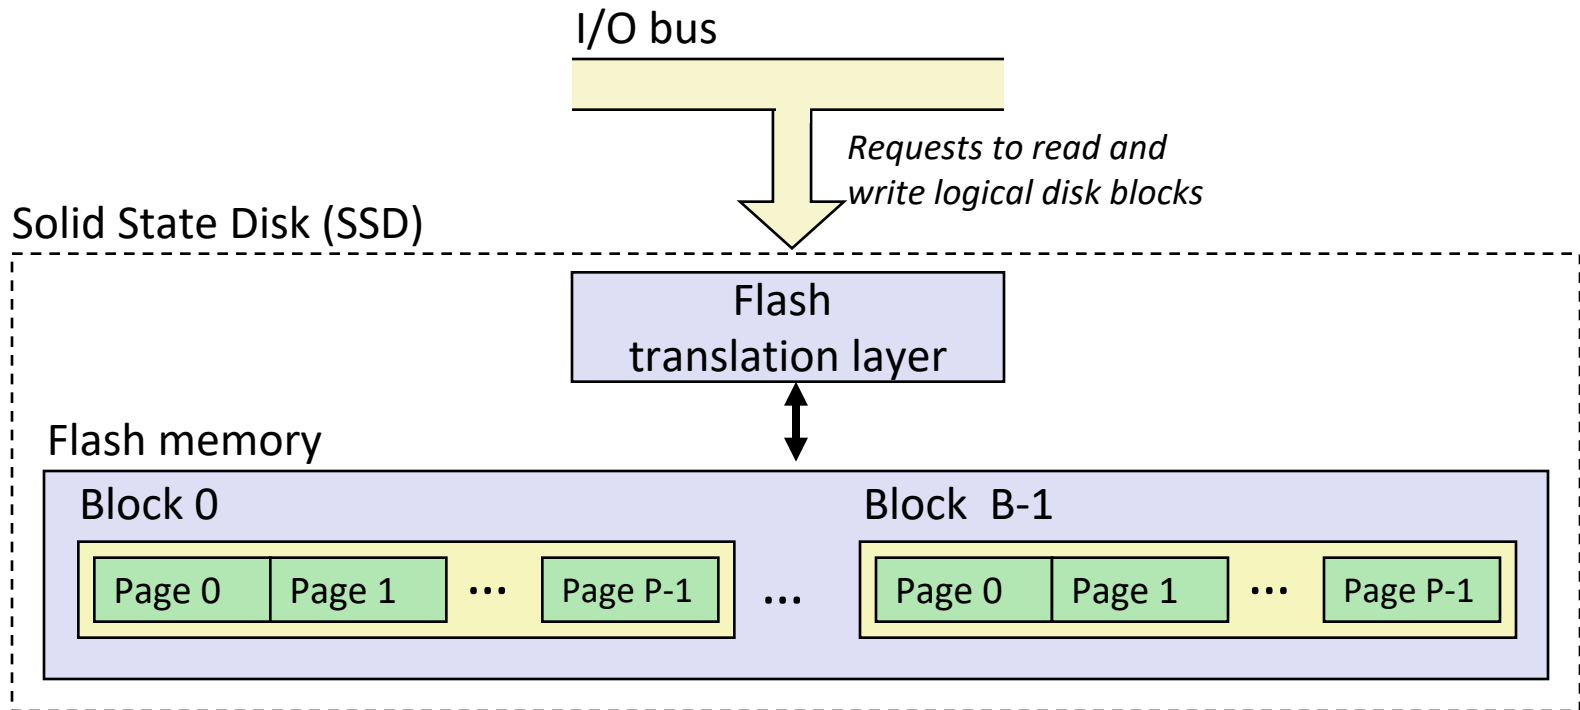 I/O bus
Requests to read and
write logical disk blocks
Solid State Disk (SSD)
Flash
translation layer
Flash memory
Block 0
Block B-1
Page 0 Page 1 ... Page P-1 ... Page 0 Page 1 ... Page P-1